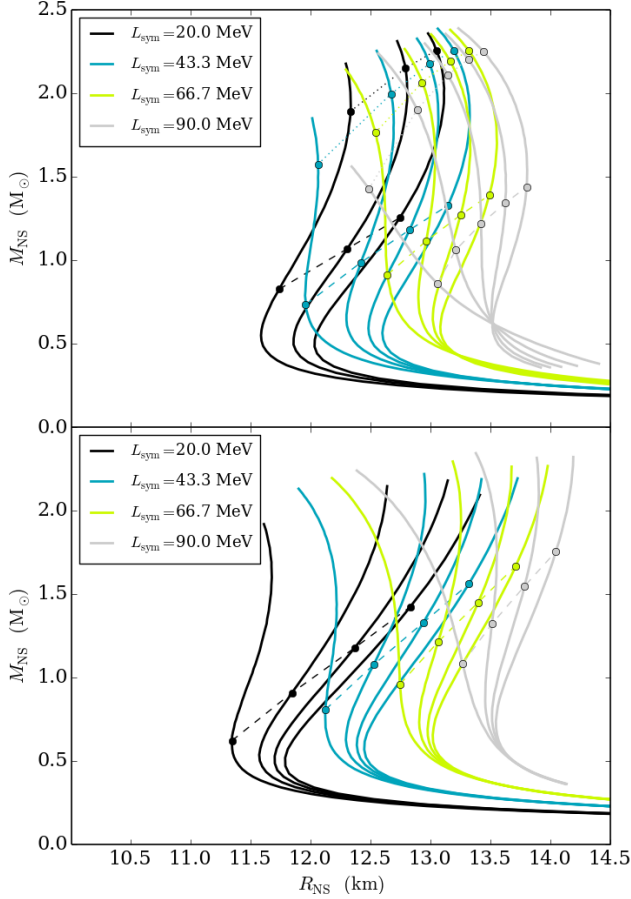 2.5
2.0
1.5
1.0
0.5
0.0
M_NS (M_⊙)
L_sym=20.0 MeV
L_sym=43.3 MeV
L_sym=66.7 MeV
L_sym=90.0 MeV
2.0
1.5
1.0
0.5
0.0
M_NS (M_⊙)
L_sym=20.0 MeV
L_sym=43.3 MeV
L_sym=66.7 MeV
L_sym=90.0 MeV
10.5 11.0 11.5 12.0 12.5 13.0 13.5 14.0 14.5
R_NS (km)